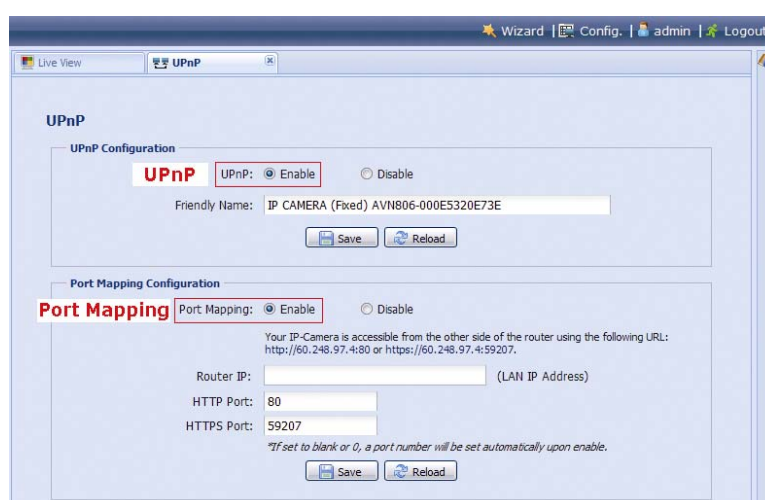 Wizard | Config. | admin | Logout
Live View UPnP
UPnP
UPnP Configuration
UPnP UPnP: Enable Disable
Friendly Name: IP CAMERA (Fixed) AVN806-000E5320E73E
Save Reload
Port Mapping Configuration
Port Mapping Port Mapping: Enable Disable
Your IP-Camera is accessible from the other side of the router using the following URL:
http://60.248.97.4:80 or https://60.248.97.4:59207.
Router IP: (LAN IP Address)
HTTP Port: 80
HTTPS Port: 59207
*If set to blank or 0, a port number will be set automatically upon enable.
Save Reload